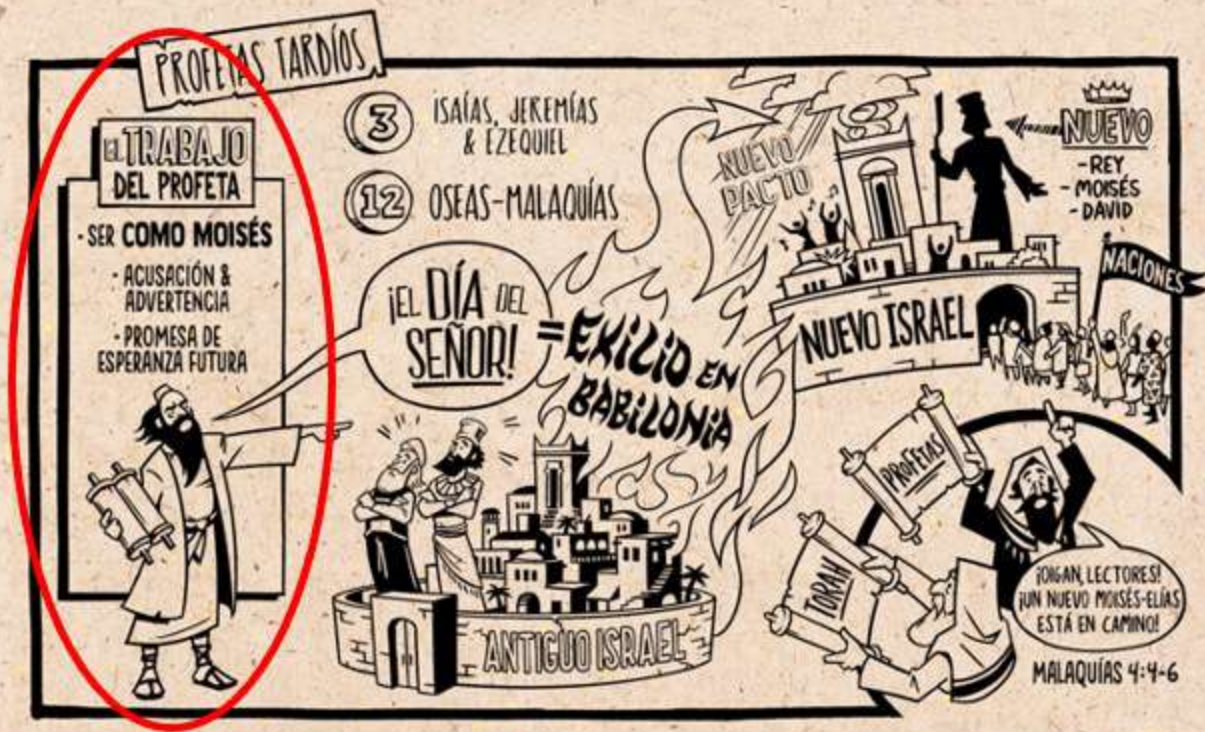 PROFETAS TARDÍOS
EL TRABAJO
DEL PROFETA
- SER COMO MOISÉS
- ACUSACIÓN &
ADVERTENCIA
- PROMESA DE
ESPERANZA FUTURA
3
ISAÍAS, JEREMÍAS
& EZEQUIEL
12
OSEAS-MALAQUÍAS
¡EL DÍA DEL
SEÑOR!
= EXILIO EN
BABILONIA
ANTIGUO ISRAEL
NUEVO
PACTO
NUEVO ISRAEL
NUEVO
- REY
- MOISÉS
- DAVID
NACIONES
PROFETAS
TORAH
¡OIGAN, LECTORES!
¡UN NUEVO MOISÉS-ELÍAS
ESTÁ EN CAMINO!
MALAQUÍAS 4:4-6